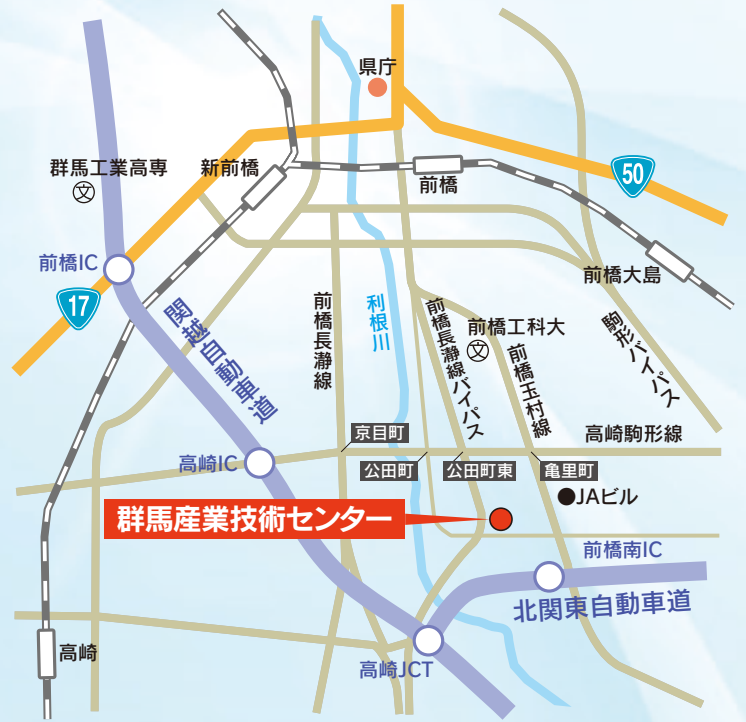 県庁
群馬工業高専
文
新前橋
前橋
50
前橋IC
17
前橋大島
関越自動車道
前橋長瀞線
利根川
前橋長瀞線バイパス
前橋工科大
文
前橋玉村線
駒形バイパス
京目町
高崎駒形線
高崎IC
公田町
公田町東
亀里町
JAビル
群馬産業技術センター
前橋南IC
北関東自動車道
高崎
高崎JCT